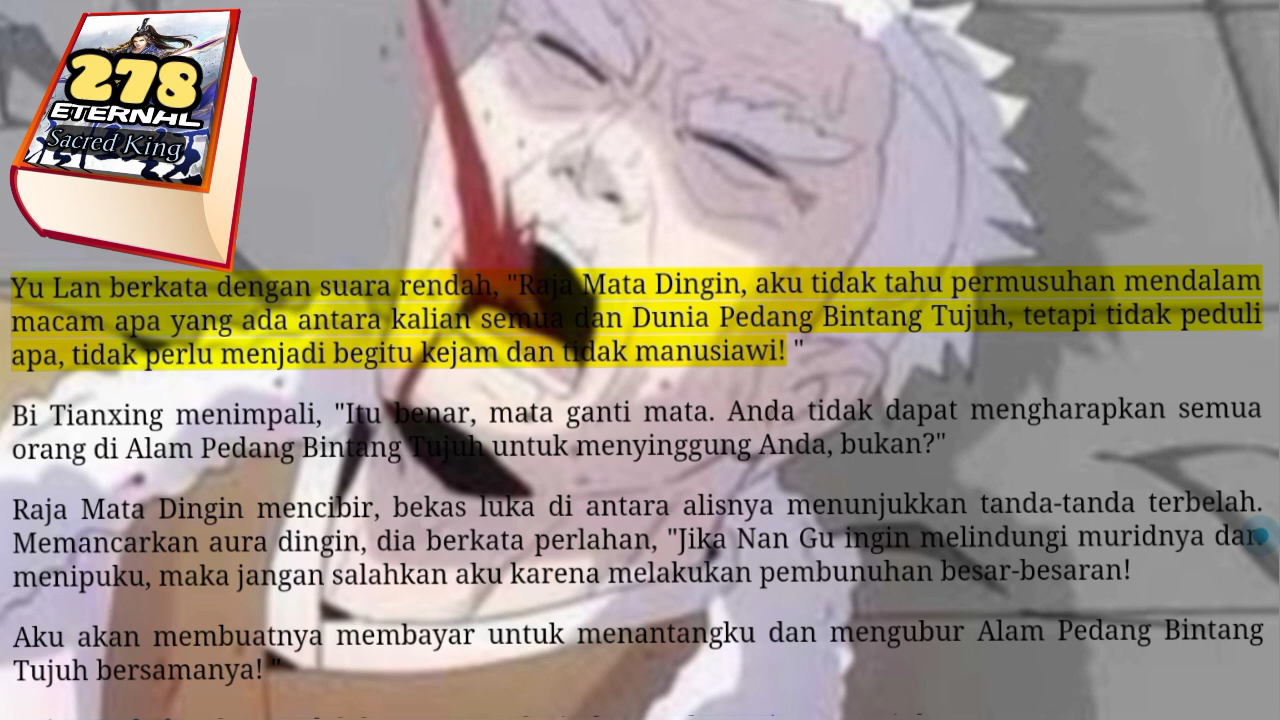 278
ETERNAL
Sacred King
Yu Lan berkata dengan suara rendah, "Raja Mata Dingin, aku tidak tahu permusuhan mendalam
macam apa yang ada antara kalian semua dan Dunia Pedang Bintang Tujuh, tetapi tidak peduli
apa, tidak perlu menjadi begitu kejam dan tidak manusiawi! "
Bi Tianxing menimpali, "Itu benar, mata ganti mata. Anda tidak dapat mengharapkan semua
orang di Alam Pedang Bintang Tujuh untuk menyinggung Anda, bukan?"
Raja Mata Dingin mencibir, bekas luka di antara alisnya menunjukkan tanda-tanda terbelah.
Memancarkan aura dingin, dia berkata perlahan, "Jika Nan Gu ingin melindungi muridnya dan
menipuku, maka jangan salahkan aku karena melakukan pembunuhan besar-besaran!
Aku akan membuatnya membayar untuk menantangku dan mengubur Alam Pedang Bintang
Tujuh bersamanya! "